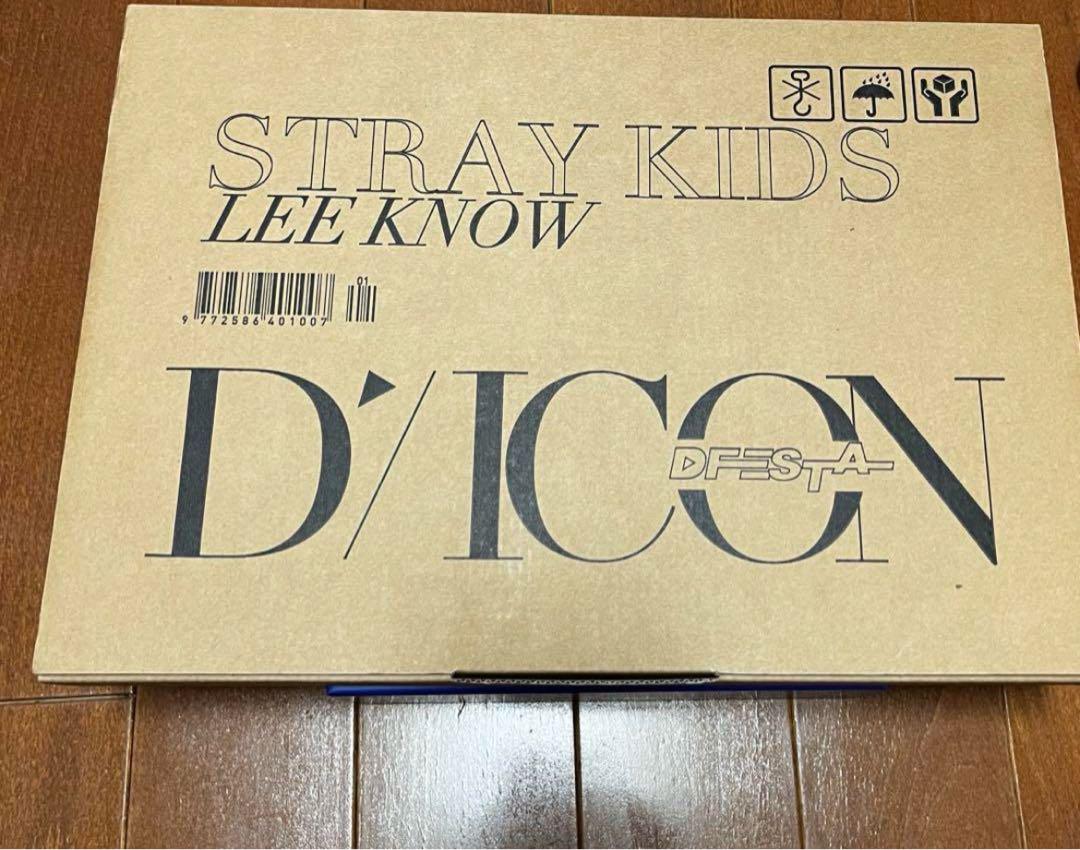 STRAY KIDS
LEE KNOW
01
9 772586 401007
D'/ICON
DFESTA